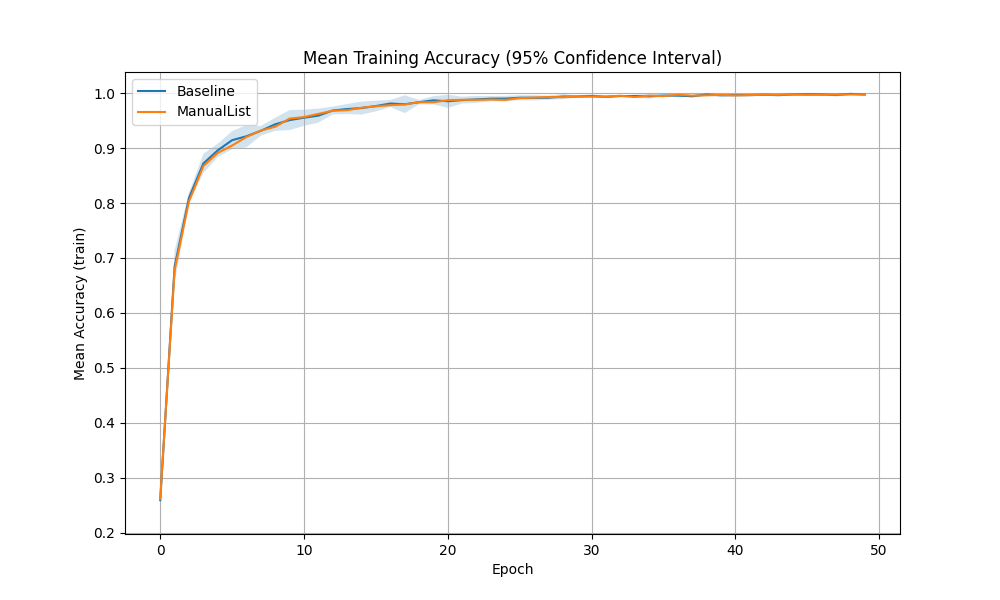 Mean Training Accuracy (95% Confidence Interval)
Baseline
ManualList
Mean Accuracy (train)
1.0
0.9
0.8
0.7
0.6
0.5
0.4
0.3
0.2
0 10 20 30 40 50
Epoch